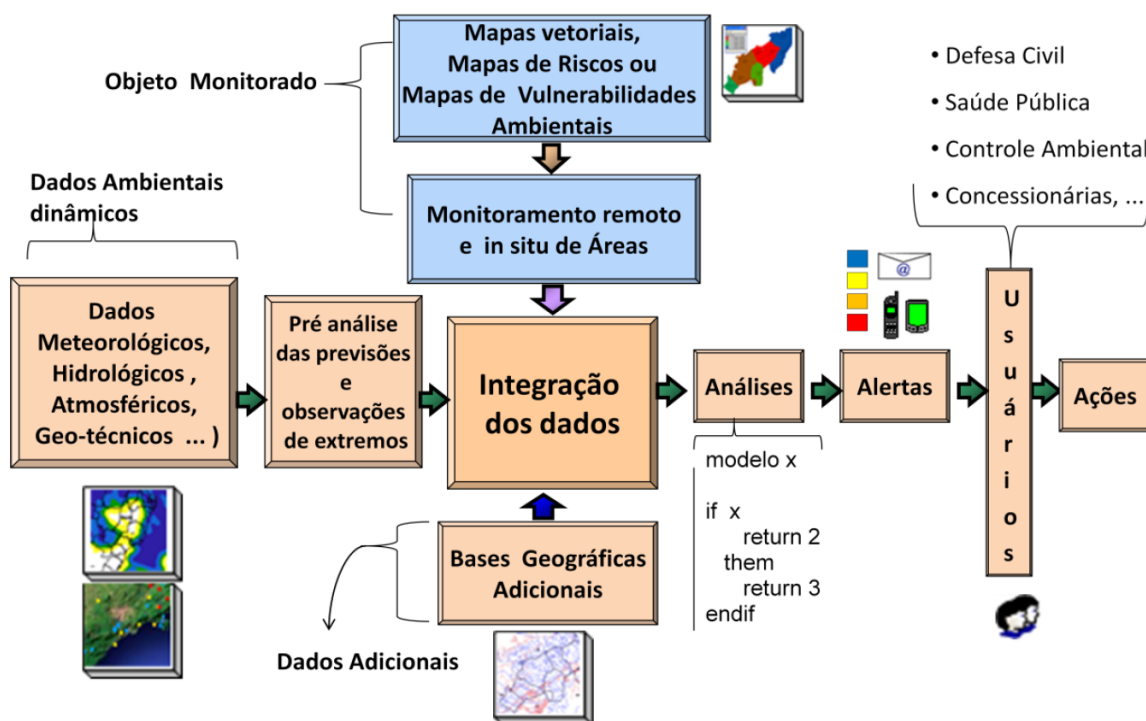 Mapas vetoriais,
Mapas de Riscos ou
Mapas de Vulnerabilidades
Ambientais
Objeto Monitorado
• Defesa Civil
• Saúde Pública
• Controle Ambiental
• Concessionárias, ...
Dados Ambientais
dinâmicos
Monitoramento remoto
e in situ de Áreas
Dados
Meteorológicos,
Hidrológicos ,
Atmosféricos,
Geo-técnicos ... )
Pré análise
das previsões
e
observações
de extremos
Integração
dos dados
Análises
Alertas
@
U
s
u
á
r
i
o
s
Ações
modelo x
if x
return 2
them
return 3
endif
Bases Geográficas
Adicionais
Dados Adicionais